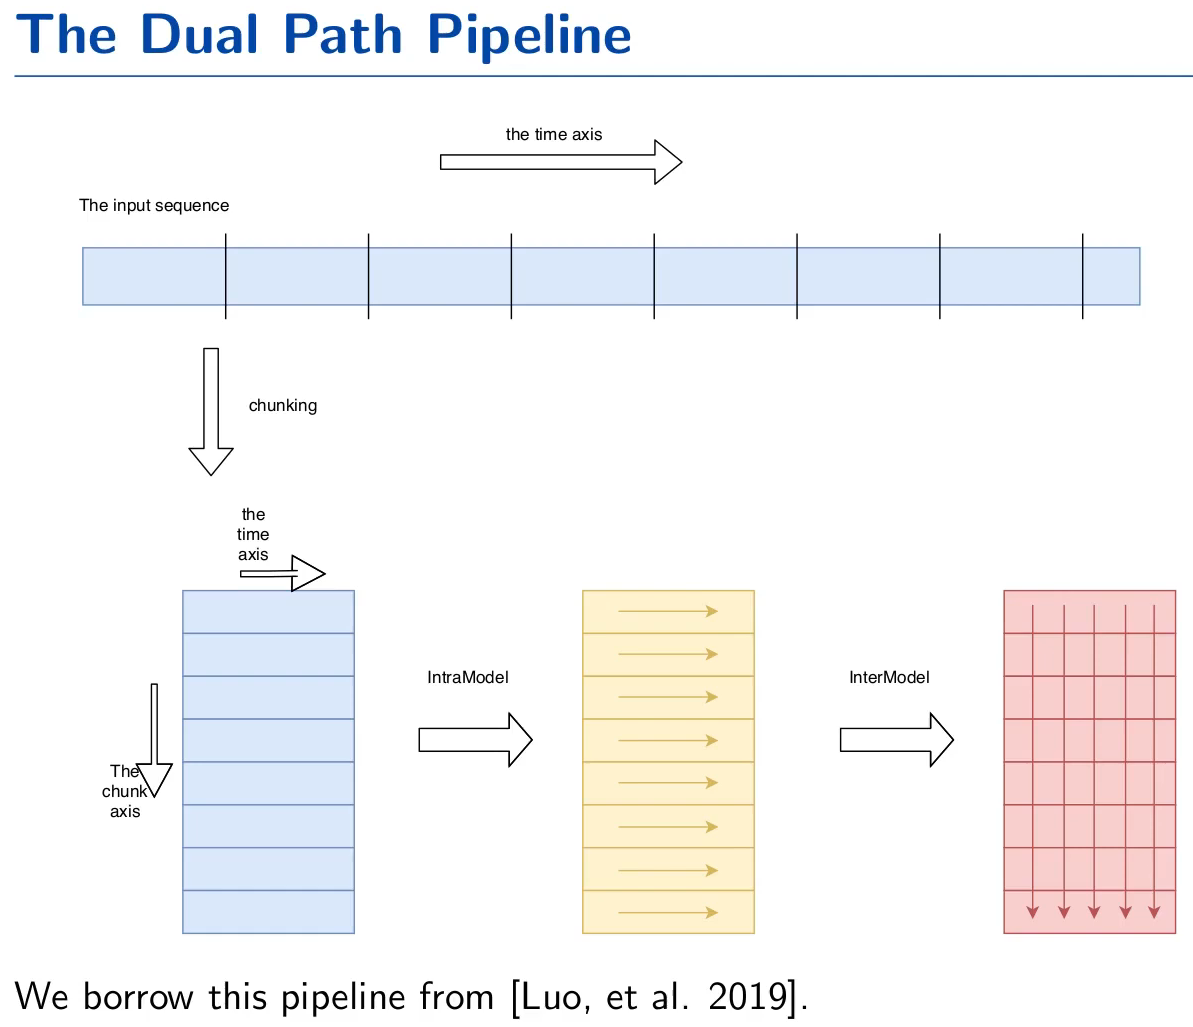 The Dual Path Pipeline
the time axis
The input sequence
chunking
the
time
axis
The
chunk
axis
IntraModel
InterModel
We borrow this pipeline from [Luo, et al. 2019].